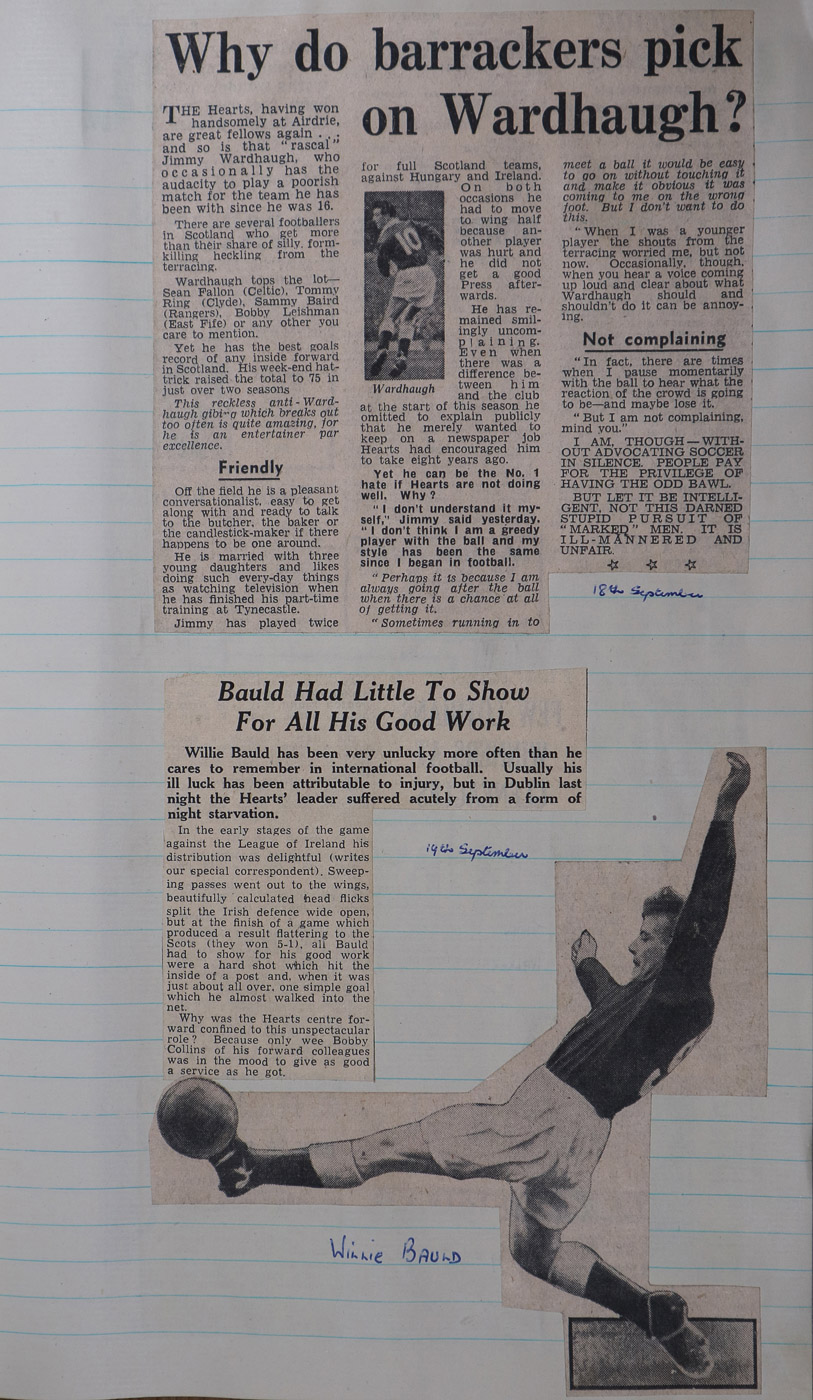 Why do barrackers pick
on Wardhaugh?
THE Hearts, having won
handsomely at Airdrie,
are great fellows again . . .
and so is that "rascal"
Jimmy Wardhaugh, who
occasionally has the
audacity to play a poorish
match for the team he has
been with since he was 16.
There are several footballers
in Scotland who get more
than their share of silly, form-
killing heckling from the
terracing.
Wardhaugh tops the lot—
Sean Fallon (Celtic), Tommy
Ring (Clyde), Sammy Baird
(Rangers), Bobby Leishman
(East Fife) or any other you
care to mention.
Yet he has the best goals
record of any inside forward
in Scotland. His week-end hat-
trick raised the total to 75 in
just over two seasons
This reckless anti-Ward-
haugh gibing which breaks out
too often is quite amazing, for
he is an entertainer par
excellence.
Friendly
Off the field he is a pleasant
conversationalist, easy to get
along with and ready to talk
to the butcher, the baker or
the candlestick-maker if there
happens to be one around.
He is married with three
young daughters and likes
doing such every-day things
as watching television when
he has finished his part-time
training at Tynecastle.
Jimmy has played twice
for full Scotland teams,
against Hungary and Ireland.
On both
occasions he
had to move
to wing half
because an-
other player
was hurt and
he did not
get a good
Press after-
wards.
He has re-
mained smil-
ingly uncom-
plaining.
Even when
there was a
difference be-
tween him
and the club
Wardhaugh
at the start of this season he
omitted to explain publicly
that he merely wanted to
keep on a newspaper job
Hearts had encouraged him
to take eight years ago.
Yet he can be the No. 1
hate if Hearts are not doing
well. Why?
"I don't understand it my-
self," Jimmy said yesterday.
"I don't think I am a greedy
player with the ball and my
style has been the same
since I began in football.
"Perhaps it is because I am
always going after the ball
when there is a chance at all
of getting it.
"Sometimes running in to
meet a ball it would be easy
to go on without touching it
and make it obvious it was
coming to me on the wrong
foot. But I don't want to do
this.
"When I was a younger
player the shouts from the
terracing worried me, but not
now. Occasionally, though,
when you hear a voice coming
up loud and clear about what
Wardhaugh should and
shouldn't do it can be annoy-
ing.
Not complaining
"In fact, there are times
when I pause momentarily
with the ball to hear what the
reaction of the crowd is going
to be—and maybe lose it.
"But I am not complaining,
mind you."
I AM, THOUGH—WITH-
OUT ADVOCATING SOCCER
IN SILENCE. PEOPLE PAY
FOR THE PRIVILEGE OF
HAVING THE ODD BAWL.
BUT LET IT BE INTELLI-
GENT, NOT THIS DARNED
STUPID PURSUIT OF
"MARKED" MEN. IT IS
ILL-MANNERED AND
UNFAIR.
18th September
Bauld Had Little To Show
For All His Good Work
Willie Bauld has been very unlucky more often than he
cares to remember in international football. Usually his
ill luck has been attributable to injury, but in Dublin last
night the Hearts' leader suffered acutely from a form of
night starvation.
In the early stages of the game
against the League of Ireland his
distribution was delightful (writes
our special correspondent). Sweep-
ing passes went out to the wings,
beautifully calculated head flicks
split the Irish defence wide open,
but at the finish of a game which
produced a result flattering to the
Scots (they won 5-1), all Bauld
had to show for his good work
were a hard shot which hit the
inside of a post and, when it was
just about all over, one simple goal
which he almost walked into the
net.
Why was the Hearts centre for-
ward confined to this unspectacular
role? Because only wee Bobby
Collins of his forward colleagues
was in the mood to give as good
a service as he got.
19th September
10
Willie BAULD